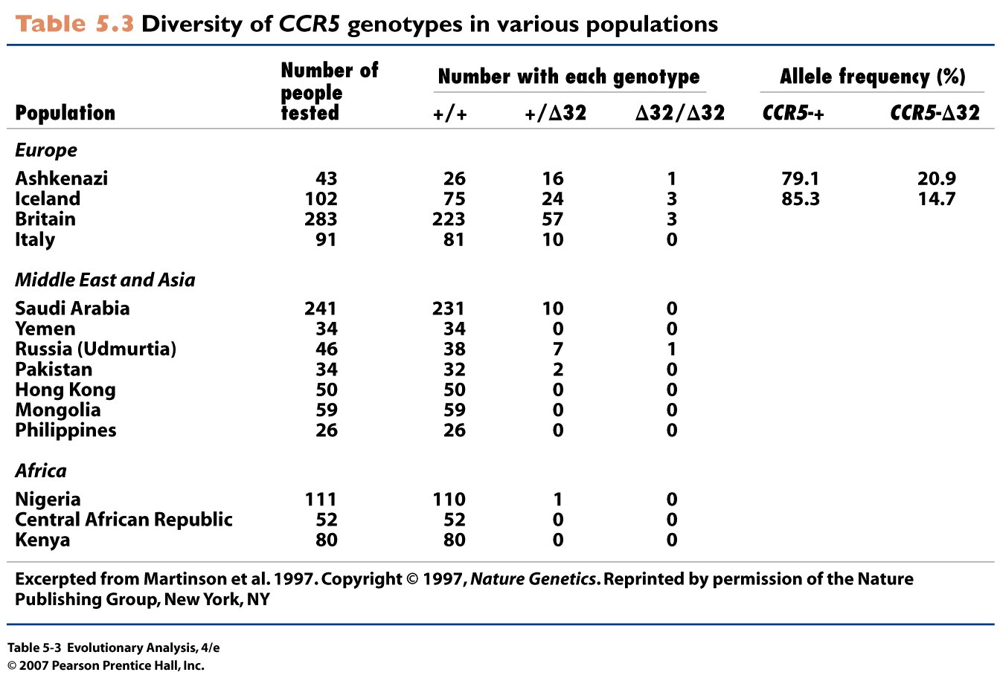 Table 5.3 Diversity of CCR5 genotypes in various populations
Population Number of people tested Number with each genotype Allele frequency (%)
+/+ +/Δ32 Δ32/Δ32 CCR5-+ CCR5-Δ32
Europe
Ashkenazi 43 26 16 1 79.1 20.9
Iceland 102 75 24 3 85.3 14.7
Britain 283 223 57 3
Italy 91 81 10 0
Middle East and Asia
Saudi Arabia 241 231 10 0
Yemen 34 34 0 0
Russia (Udmurtia) 46 38 7 1
Pakistan 34 32 2 0
Hong Kong 50 50 0 0
Mongolia 59 59 0 0
Philippines 26 26 0 0
Africa
Nigeria 111 110 1 0
Central African Republic 52 52 0 0
Kenya 80 80 0 0
Excerpted from Martinson et al. 1997. Copyright © 1997, Nature Genetics. Reprinted by permission of the Nature
Publishing Group, New York, NY
Table 5-3 Evolutionary Analysis, 4/e
© 2007 Pearson Prentice Hall, Inc.